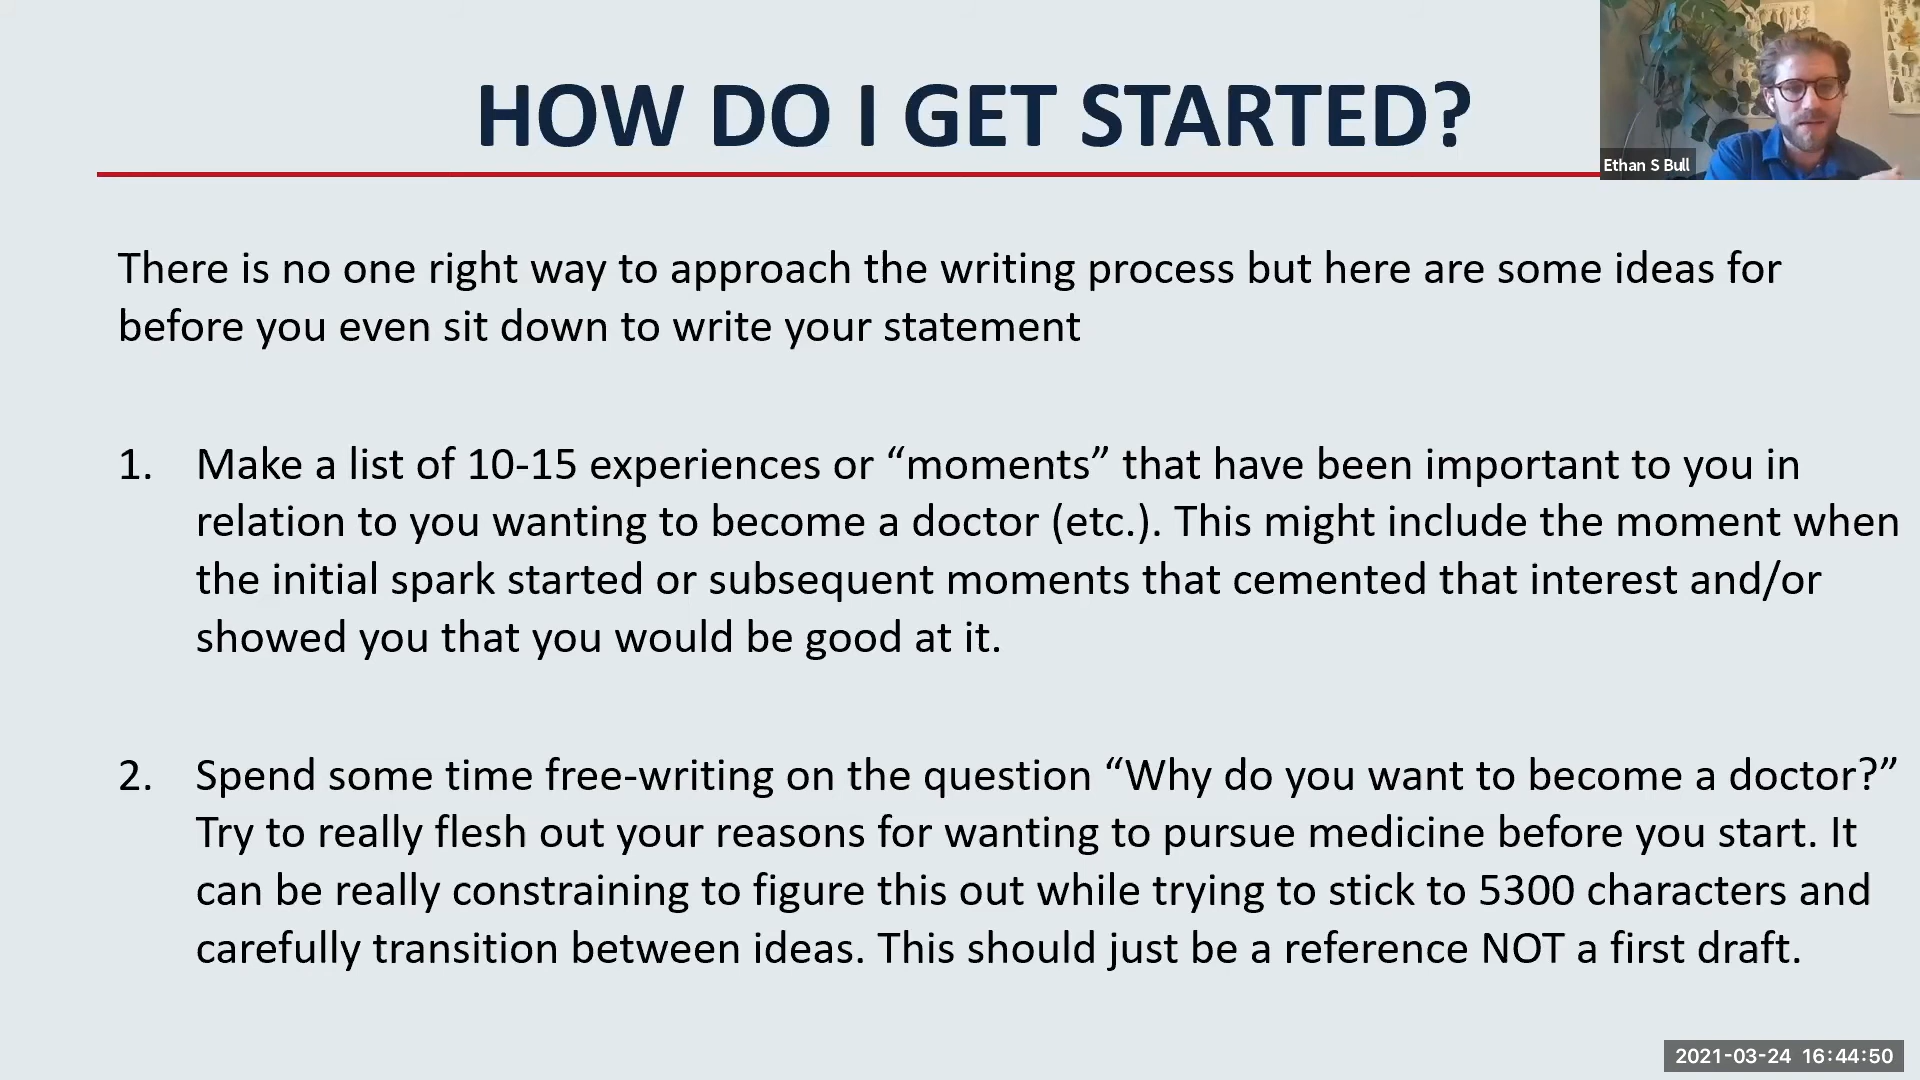 HOW DO I GET STARTED?
Ethan S Bull
There is no one right way to approach the writing process but here are some ideas for
before you even sit down to write your statement
1. Make a list of 10-15 experiences or “moments” that have been important to you in
relation to you wanting to become a doctor (etc.). This might include the moment when
the initial spark started or subsequent moments that cemented that interest and/or
showed you that you would be good at it.
2. Spend some time free-writing on the question “Why do you want to become a doctor?”
Try to really flesh out your reasons for wanting to pursue medicine before you start. It
can be really constraining to figure this out while trying to stick to 5300 characters and
carefully transition between ideas. This should just be a reference NOT a first draft.
2021-03-24 16:44:50